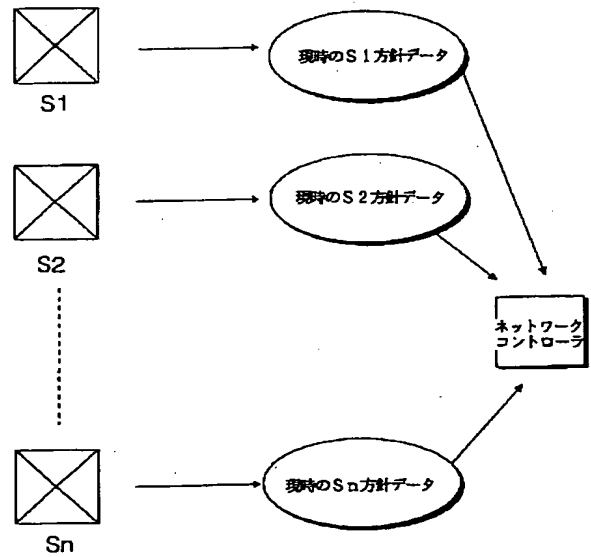 現時のS1方針データ
S1
現時のS2方針データ
S2
ネットワーク
コントローラ
現時のSn方針データ
Sn